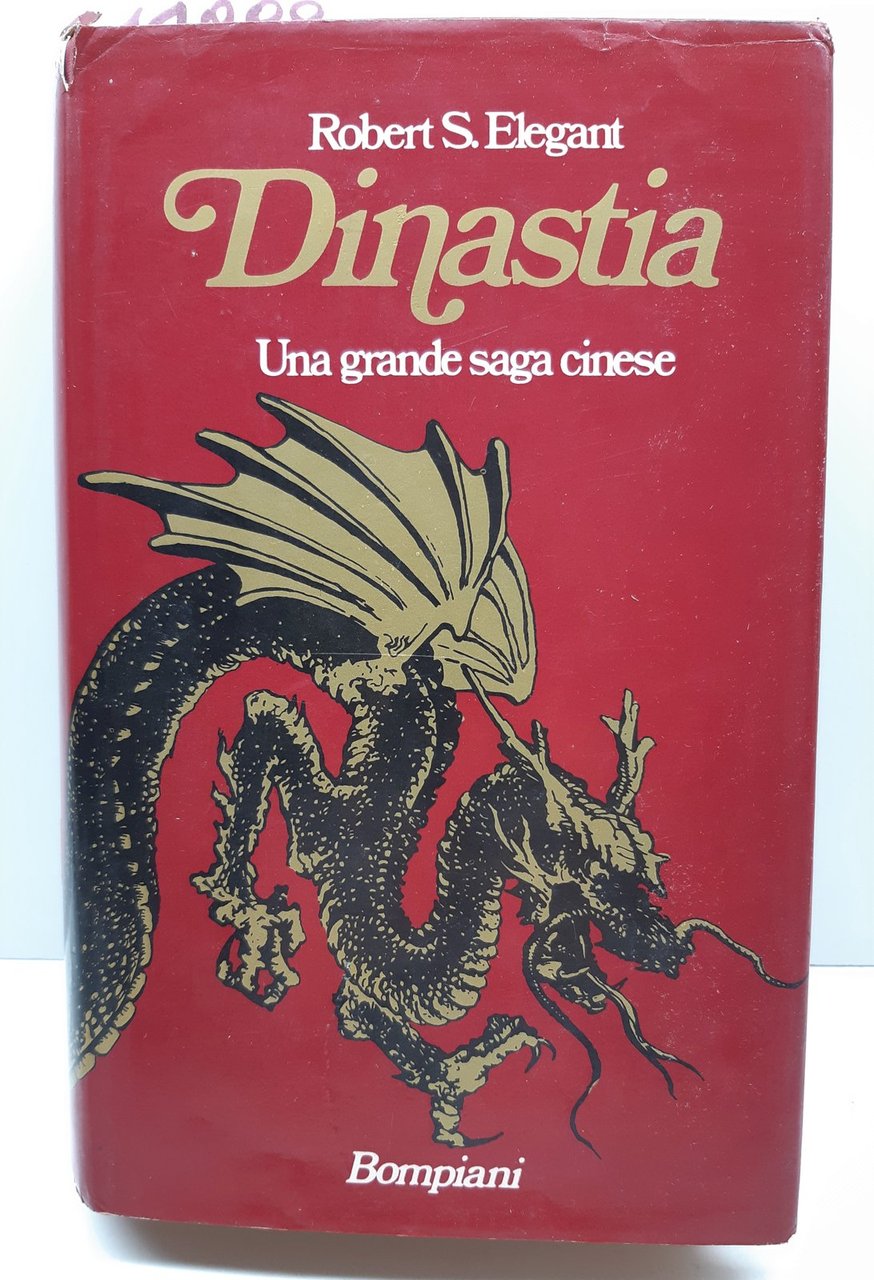 Robert S. Elegant
Dinastia
Una grande saga cinese
Bompiani